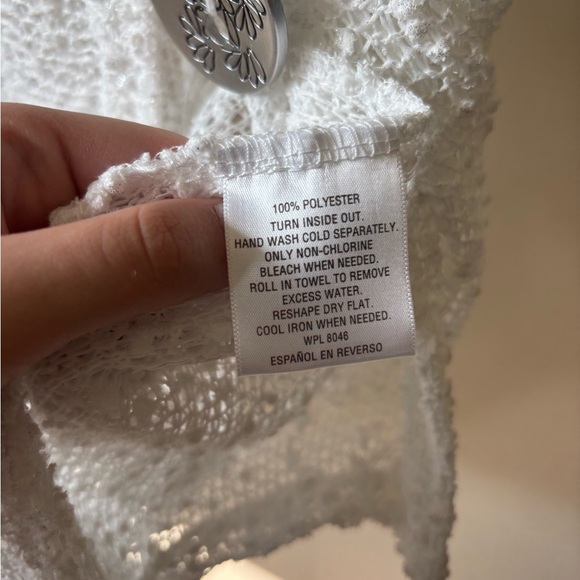 100% POLYESTER
TURN INSIDE OUT.
HAND WASH COLD SEPARATELY.
ONLY NON-CHLORINE
BLEACH WHEN NEEDED.
ROLL IN TOWEL TO REMOVE
EXCESS WATER.
RESHAPE DRY FLAT.
COOL IRON WHEN NEEDED.
WPL 8046
ESPAÑOL EN REVERSO